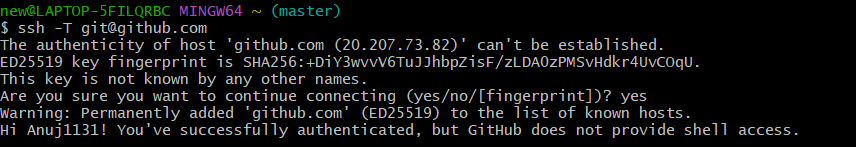 new@LAPTOP-5FILQRBC MINGW64 ~ (master)
$ ssh -T git@github.com
The authenticity of host 'github.com (20.207.73.82)' can't be established.
ED25519 key fingerprint is SHA256:+DiY3wvvV6TuJJhbpZisF/zLDA0zPMSvHdkr4UvCOqU.
This key is not known by any other names.
Are you sure you want to continue connecting (yes/no/[fingerprint])? yes
Warning: Permanently added 'github.com' (ED25519) to the list of known hosts.
Hi Anuj1131! You've successfully authenticated, but GitHub does not provide shell access.